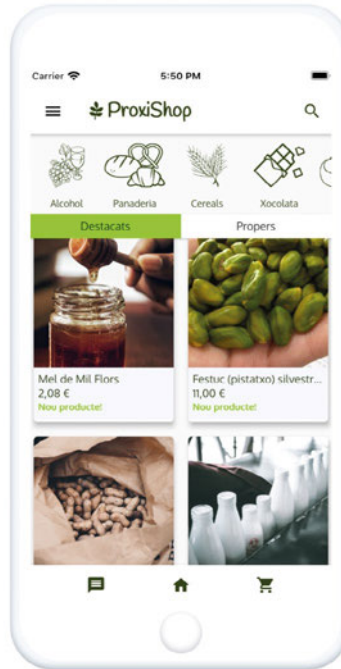 Carrier 5:50 PM
ProxiShop
Alcohol Panaderia Cereals Xocolata
Destacats Propers
Mel de Mil Flors Festuc (pistatxo) silvestr...
2,08 € 11,00 €
Nou producte! Nou producte!